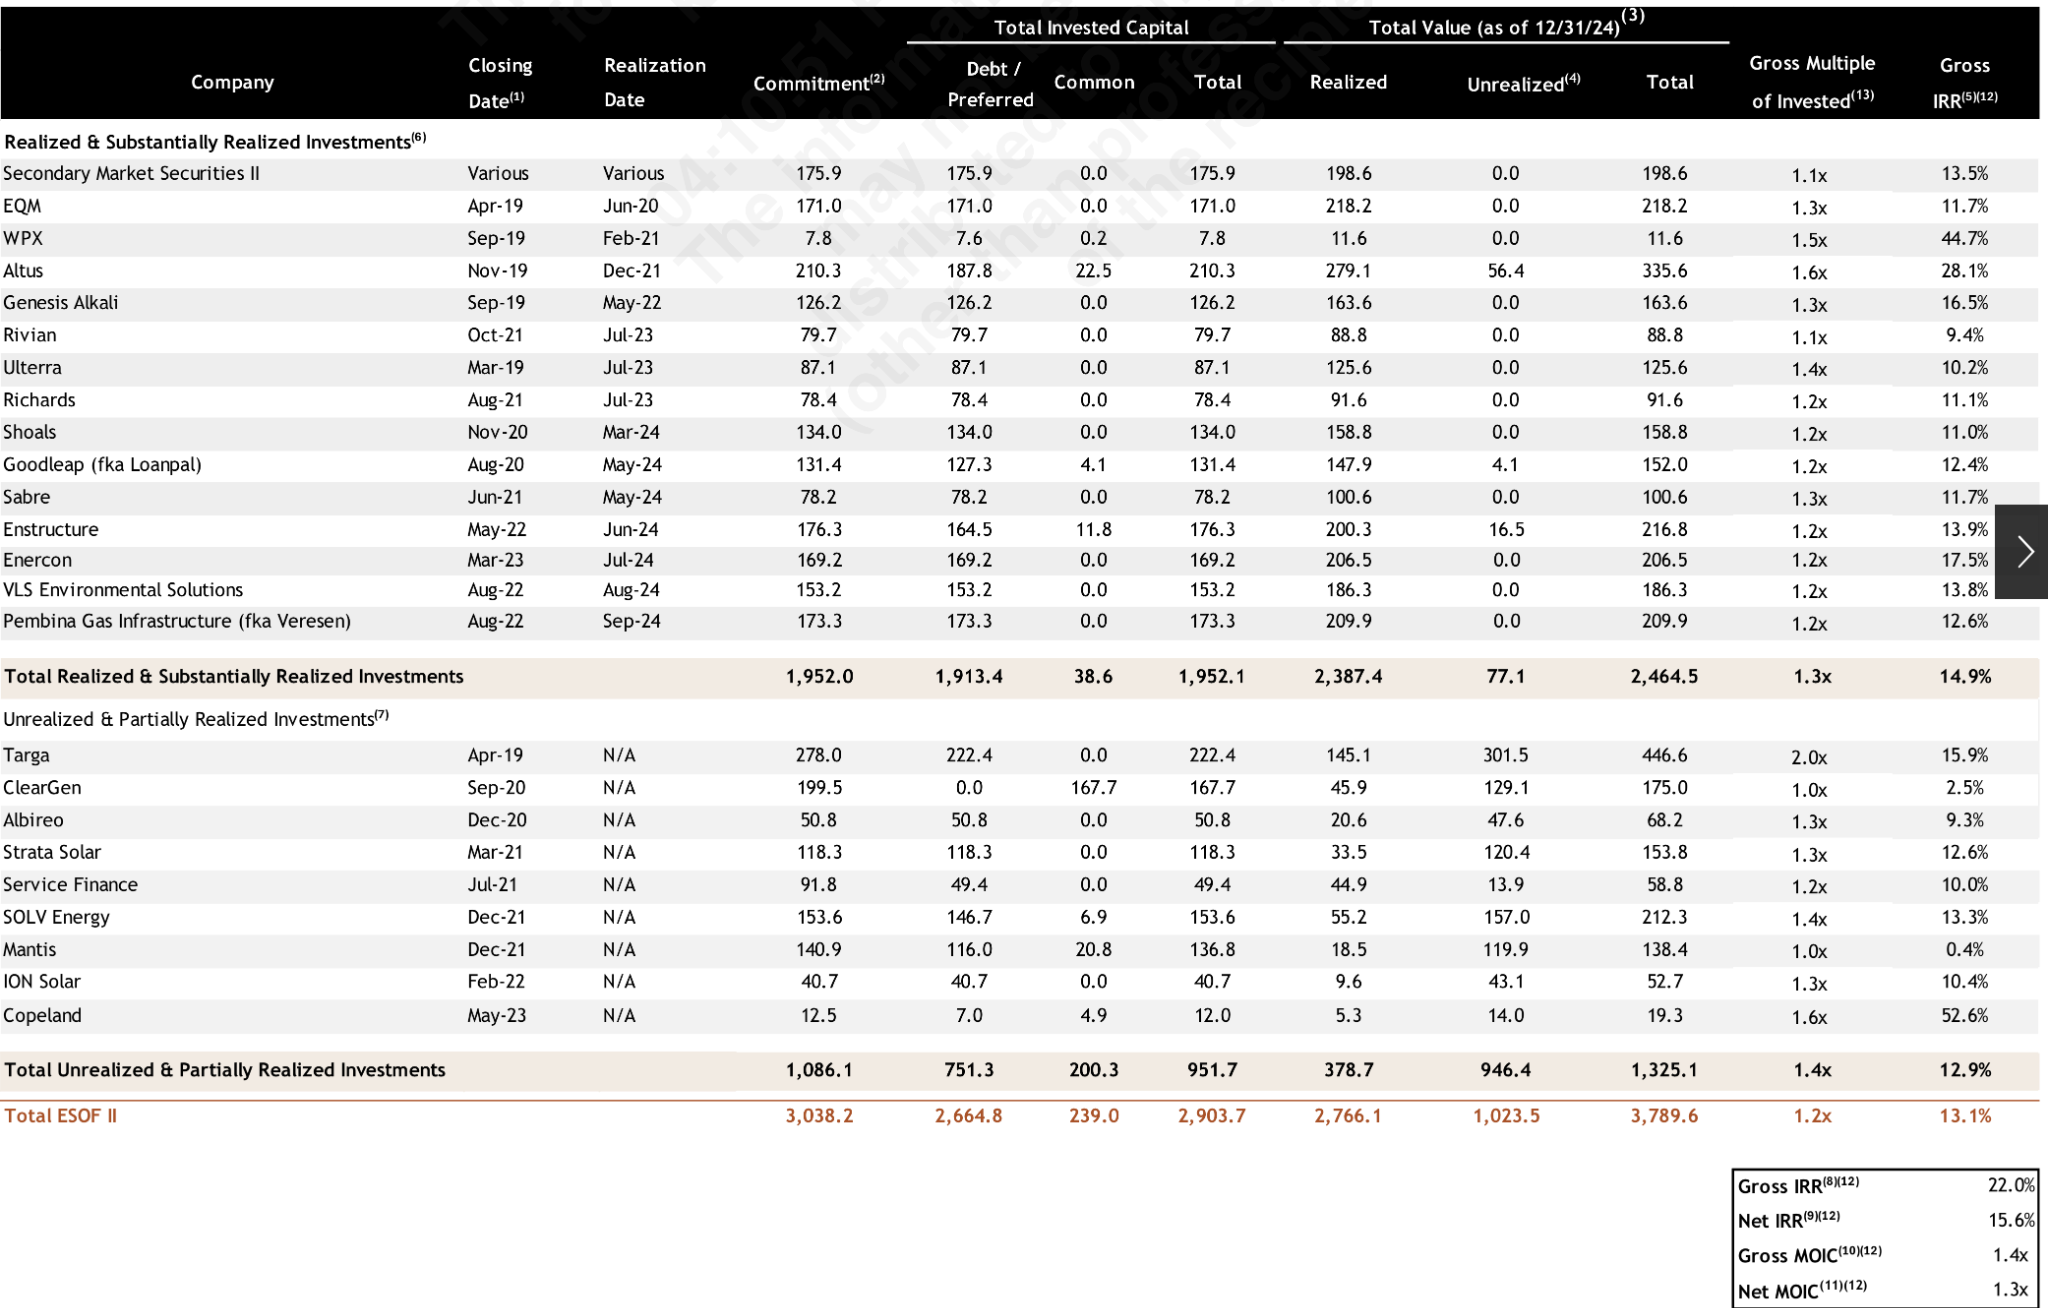 Total Invested Capital Total Value (as of 12/31/24)(3)
Company Closing Date(1) Realization Date Commitment(2) Debt / Preferred Common Total Realized Unrealized(4) Total Gross Multiple of Invested(13) Gross IRR(5)(12)
Realized & Substantially Realized Investments(6)
Secondary Market Securities II Various Various 175.9 175.9 0.0 175.9 198.6 0.0 198.6 1.1x 13.5%
EQM Apr-19 Jun-20 171.0 171.0 0.0 171.0 218.2 0.0 218.2 1.3x 11.7%
WPX Sep-19 Feb-21 7.8 7.6 0.2 7.8 11.6 0.0 11.6 1.5x 44.7%
Altus Nov-19 Dec-21 210.3 187.8 22.5 210.3 279.1 56.4 335.6 1.6x 28.1%
Genesis Alkali Sep-19 May-22 126.2 126.2 0.0 126.2 163.6 0.0 163.6 1.3x 16.5%
Rivian Oct-21 Jul-23 79.7 79.7 0.0 79.7 88.8 0.0 88.8 1.1x 9.4%
Ulterra Mar-19 Jul-23 87.1 87.1 0.0 87.1 125.6 0.0 125.6 1.4x 10.2%
Richards Aug-21 Jul-23 78.4 78.4 0.0 78.4 91.6 0.0 91.6 1.2x 11.1%
Shoals Nov-20 Mar-24 134.0 134.0 0.0 134.0 158.8 0.0 158.8 1.2x 11.0%
Goodleap (fka Loanpal) Aug-20 May-24 131.4 127.3 4.1 131.4 147.9 4.1 152.0 1.2x 12.4%
Sabre Jun-21 May-24 78.2 78.2 0.0 78.2 100.6 0.0 100.6 1.3x 11.7%
Enstructure May-22 Jun-24 176.3 164.5 11.8 176.3 200.3 16.5 216.8 1.2x 13.9%
Enercon Mar-23 Jul-24 169.2 169.2 0.0 169.2 206.5 0.0 206.5 1.2x 17.5%
VLS Environmental Solutions Aug-22 Aug-24 153.2 153.2 0.0 153.2 186.3 0.0 186.3 1.2x 13.8%
Pembina Gas Infrastructure (fka Veresen) Aug-22 Sep-24 173.3 173.3 0.0 173.3 209.9 0.0 209.9 1.2x 12.6%
Total Realized & Substantially Realized Investments 1,952.0 1,913.4 38.6 1,952.1 2,387.4 77.1 2,464.5 1.3x 14.9%
Unrealized & Partially Realized Investments(7)
Targa Apr-19 N/A 278.0 222.4 0.0 222.4 145.1 301.5 446.6 2.0x 15.9%
ClearGen Sep-20 N/A 199.5 0.0 167.7 167.7 45.9 129.1 175.0 1.0x 2.5%
Albireo Dec-20 N/A 50.8 50.8 0.0 50.8 20.6 47.6 68.2 1.3x 9.3%
Strata Solar Mar-21 N/A 118.3 118.3 0.0 118.3 33.5 120.4 153.8 1.3x 12.6%
Service Finance Jul-21 N/A 91.8 49.4 0.0 49.4 44.9 13.9 58.8 1.2x 10.0%
SOLV Energy Dec-21 N/A 153.6 146.7 6.9 153.6 55.2 157.0 212.3 1.4x 13.3%
Mantis Dec-21 N/A 140.9 116.0 20.8 136.8 18.5 119.9 138.4 1.0x 0.4%
ION Solar Feb-22 N/A 40.7 40.7 0.0 40.7 9.6 43.1 52.7 1.3x 10.4%
Copeland May-23 N/A 12.5 7.0 4.9 12.0 5.3 14.0 19.3 1.6x 52.6%
Total Unrealized & Partially Realized Investments 1,086.1 751.3 200.3 951.7 378.7 946.4 1,325.1 1.4x 12.9%
Total ESOF II 3,038.2 2,664.8 239.0 2,903.7 2,766.1 1,023.5 3,789.6 1.2x 13.1%
Gross IRR(8)(12) 22.0%
Net IRR(9)(12) 15.6%
Gross MOIC(10)(12) 1.4x
Net MOIC(11)(12) 1.3x